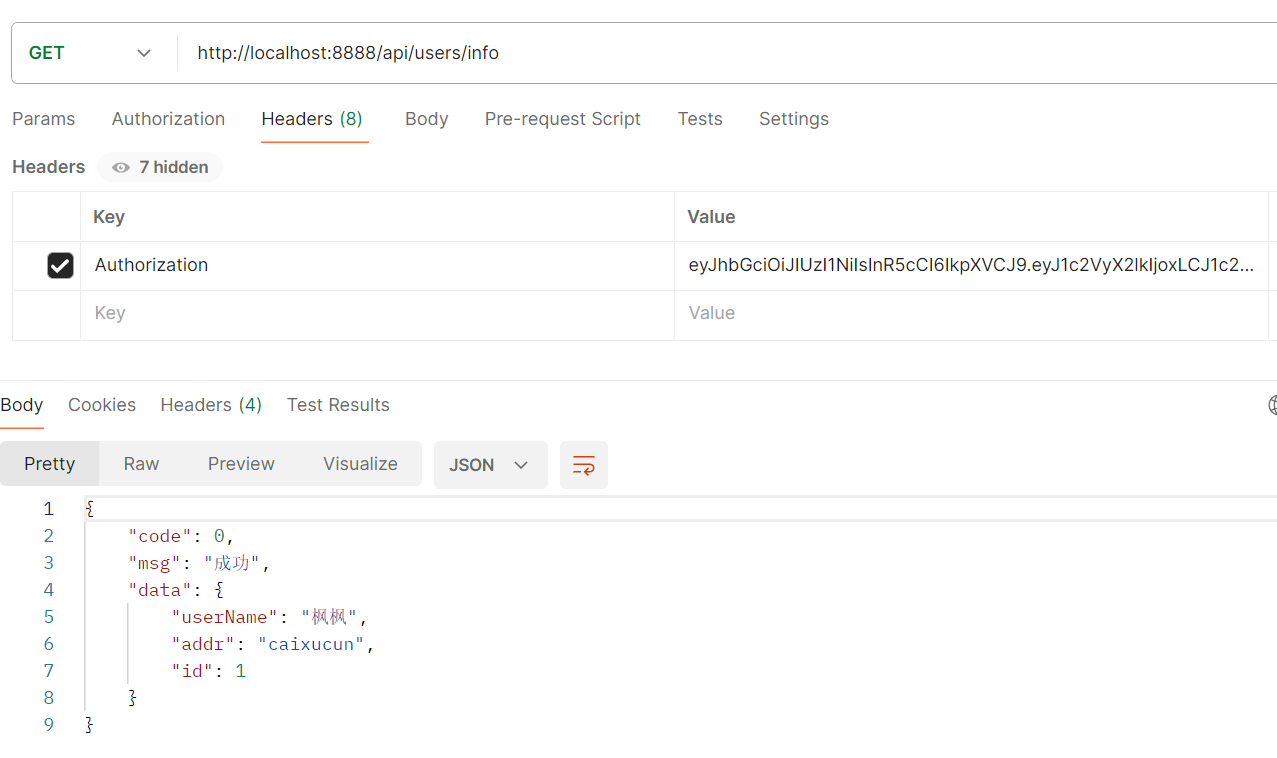 GET http://localhost:8888/api/users/info
Params Authorization Headers (8) Body Pre-request Script Tests Settings
Headers 7 hidden
Key Value
Authorization eyJhbGciOiJIUzI1NiIsInR5cCI6IkpXVCJ9.eyJ1c2VyX2lkIjoxLCJ1c2...
Key Value
Body Cookies Headers (4) Test Results
Pretty Raw Preview Visualize JSON
1 {
2 "code": 0,
3 "msg": "成功",
4 "data": {
5 "userName": "枫枫",
6 "addr": "caixucun",
7 "id": 1
8 }
9 }